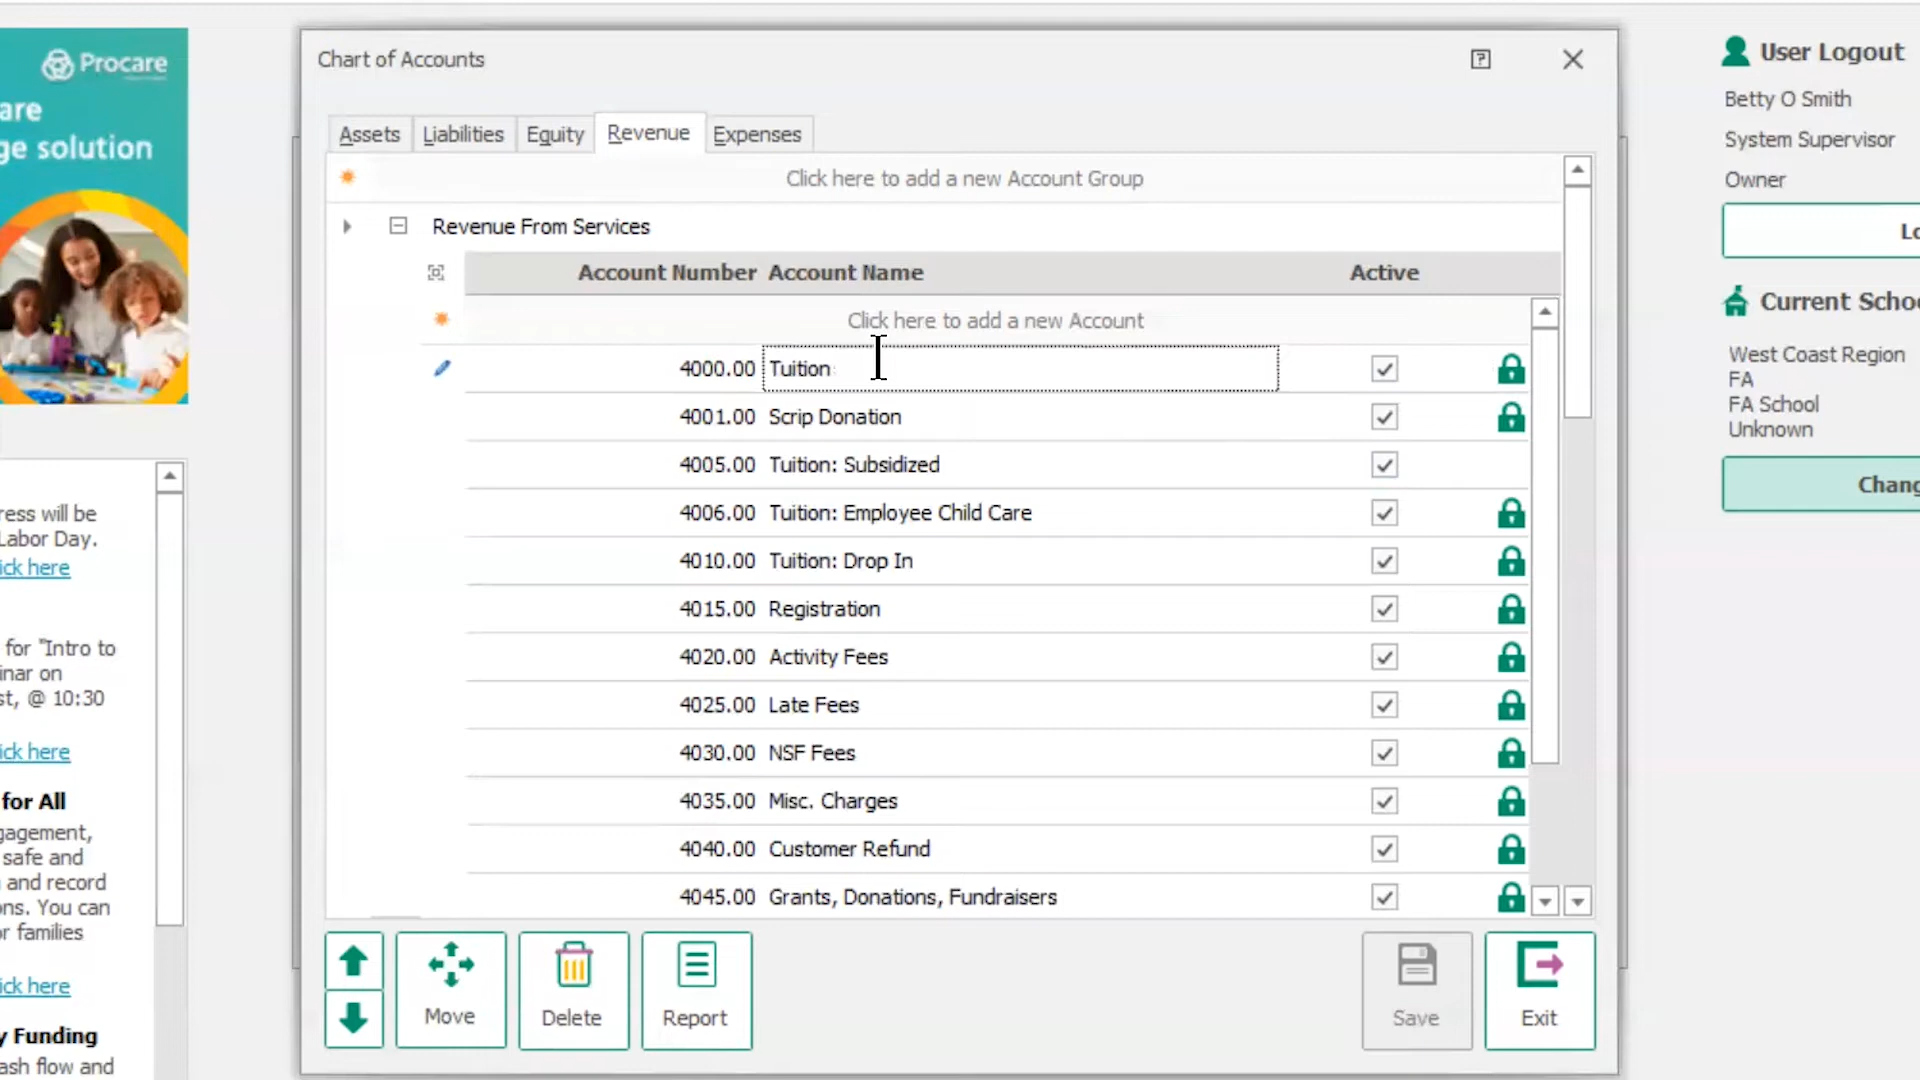 Procare
are
ge solution
ress will be
Labor Day.
ick here
for "Intro to
inar on
st, @ 10:30
ick here
for All
gagement,
safe and
and record
ons. You can
or families
ick here
y Funding
ash flow and
Chart of Accounts
Assets Liabilities Equity Revenue Expenses
Click here to add a new Account Group
Revenue From Services
Account Number Account Name Active
Click here to add a new Account
4000.00 Tuition
4001.00 Scrip Donation
4005.00 Tuition: Subsidized
4006.00 Tuition: Employee Child Care
4010.00 Tuition: Drop In
4015.00 Registration
4020.00 Activity Fees
4025.00 Late Fees
4030.00 NSF Fees
4035.00 Misc. Charges
4040.00 Customer Refund
4045.00 Grants, Donations, Fundraisers
Move Delete Report Save Exit
User Logout
Betty O Smith
System Supervisor
Owner
Lo
Current Schoo
West Coast Region
FA
FA School
Unknown
Chang